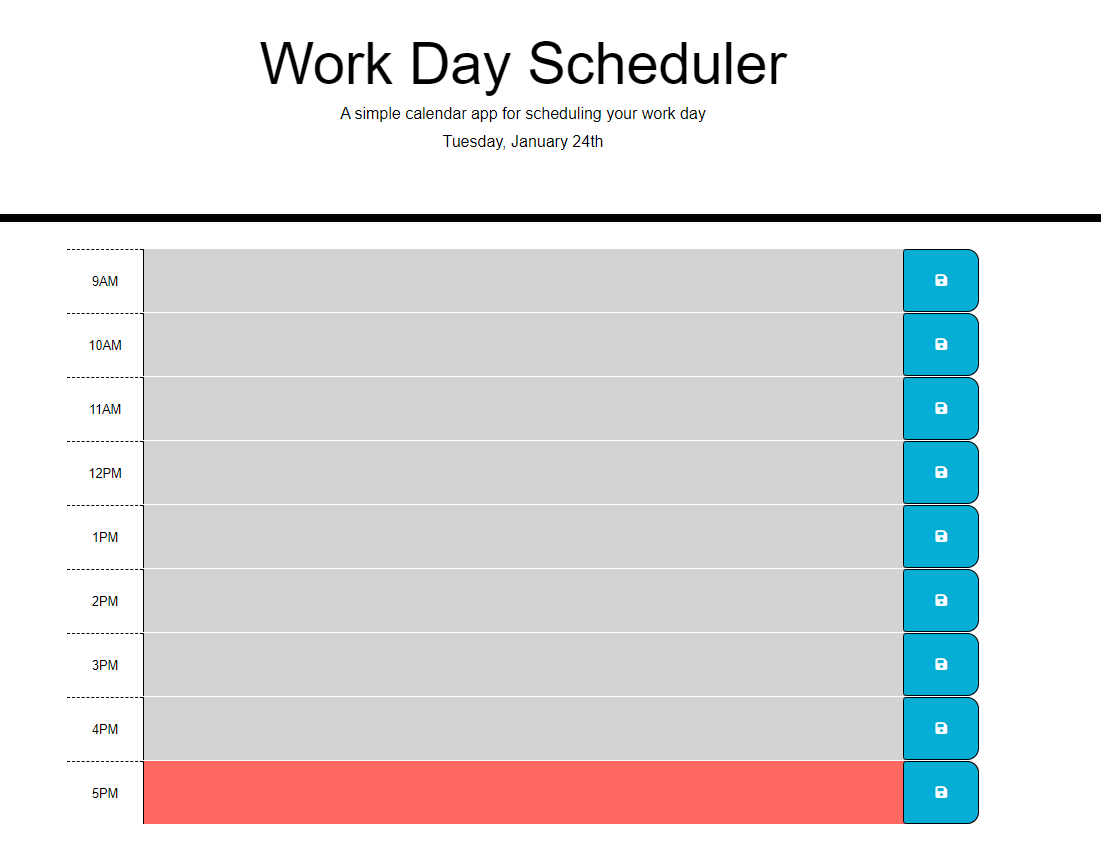 Work Day Scheduler
A simple calendar app for scheduling your work day
Tuesday, January 24th
9AM
10AM
11AM
12PM
1PM
2PM
3PM
4PM
5PM